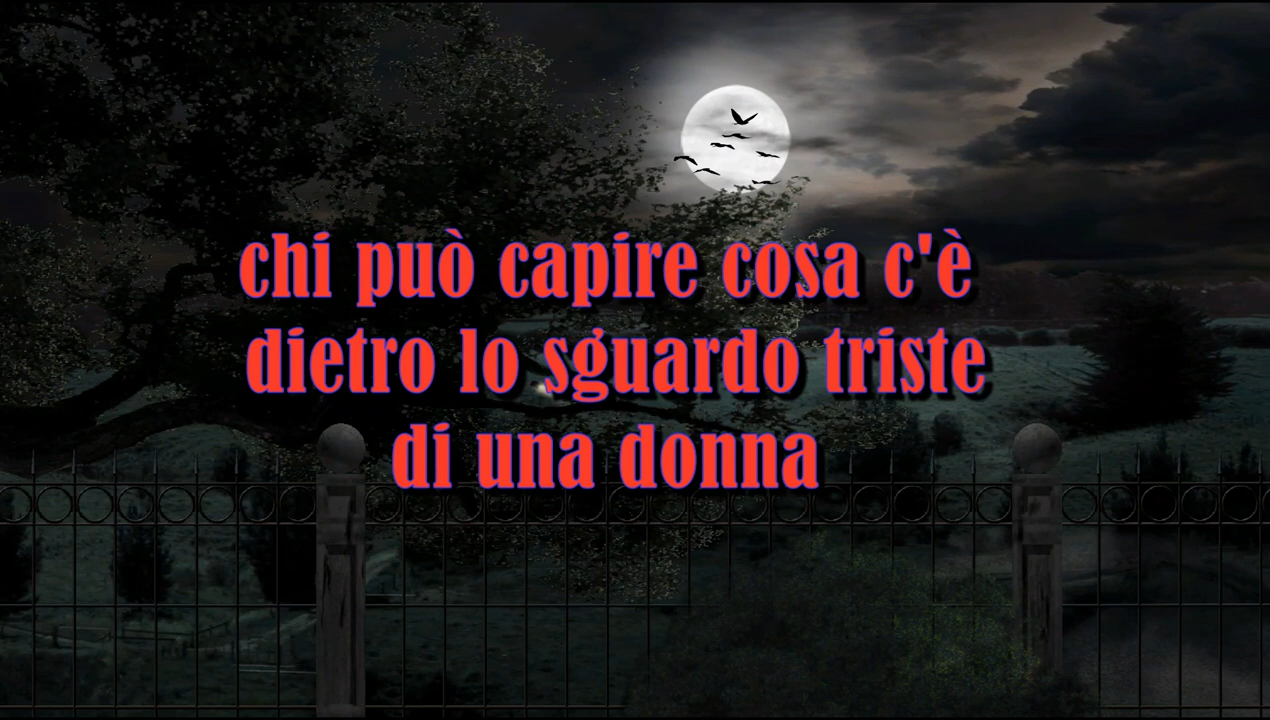 chi può capire cosa c'è
dietro lo sguardo triste
di una donna